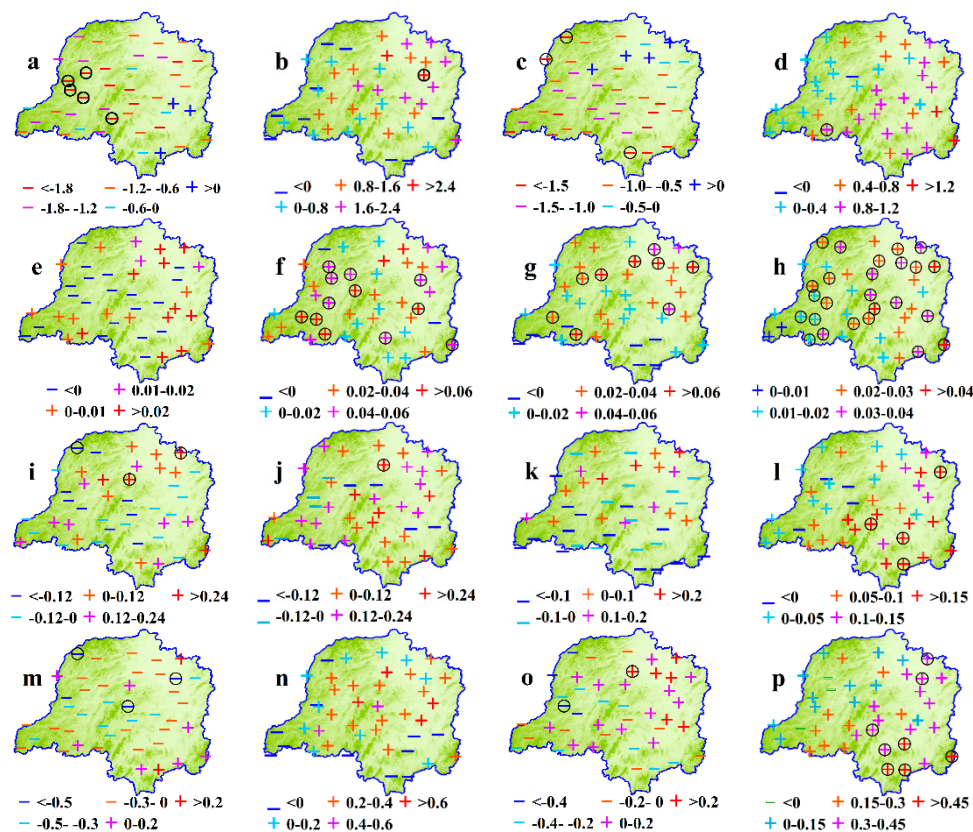 a
<-1.8 -1.2- -0.6 >0
-1.8- -1.2 -0.6-0
b
<0 0.8-1.6 >2.4
0-0.8 1.6-2.4
c
<-1.5 -1.0- -0.5 >0
-1.5- -1.0 -0.5-0
d
<0 0.4-0.8 >1.2
0-0.4 0.8-1.2
e
<0 0.01-0.02
0-0.01 >0.02
f
<0 0.02-0.04 >0.06
0-0.02 0.04-0.06
g
<0 0.02-0.04 >0.06
0-0.02 0.04-0.06
h
0-0.01 0.02-0.03 >0.04
0.01-0.02 0.03-0.04
i
<-0.12 0-0.12 >0.24
-0.12-0 0.12-0.24
j
<-0.12 0-0.12 >0.24
-0.12-0 0.12-0.24
k
<-0.1 0-0.1 >0.2
-0.1-0 0.1-0.2
l
<0 0.05-0.1 >0.15
0-0.05 0.1-0.15
m
<-0.5 -0.3- 0 >0.2
-0.5- -0.3 0-0.2
n
<0 0.2-0.4 >0.6
0-0.2 0.4-0.6
o
<-0.4 -0.2- 0 >0.2
-0.4- -0.2 0-0.2
p
<0 0.15-0.3 >0.45
0-0.15 0.3-0.45